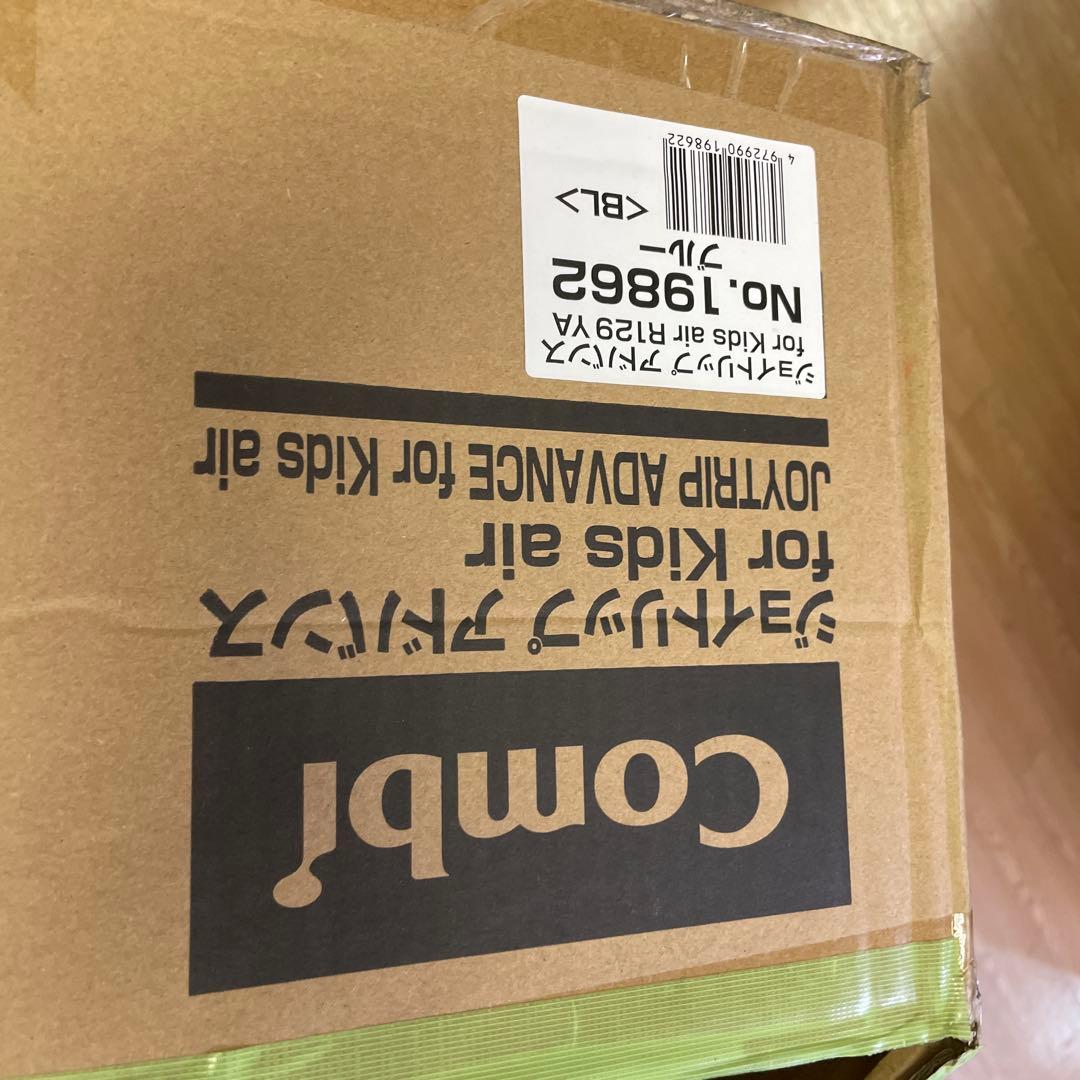 Combi
ジョイトリップ アドバンス
for Kids air
JOYTRIP ADVANCE for Kids air
ジョイトリップ アドバンス
for Kids air R129 YA
No.19862
ブルー
<BL>
4 972990 198622